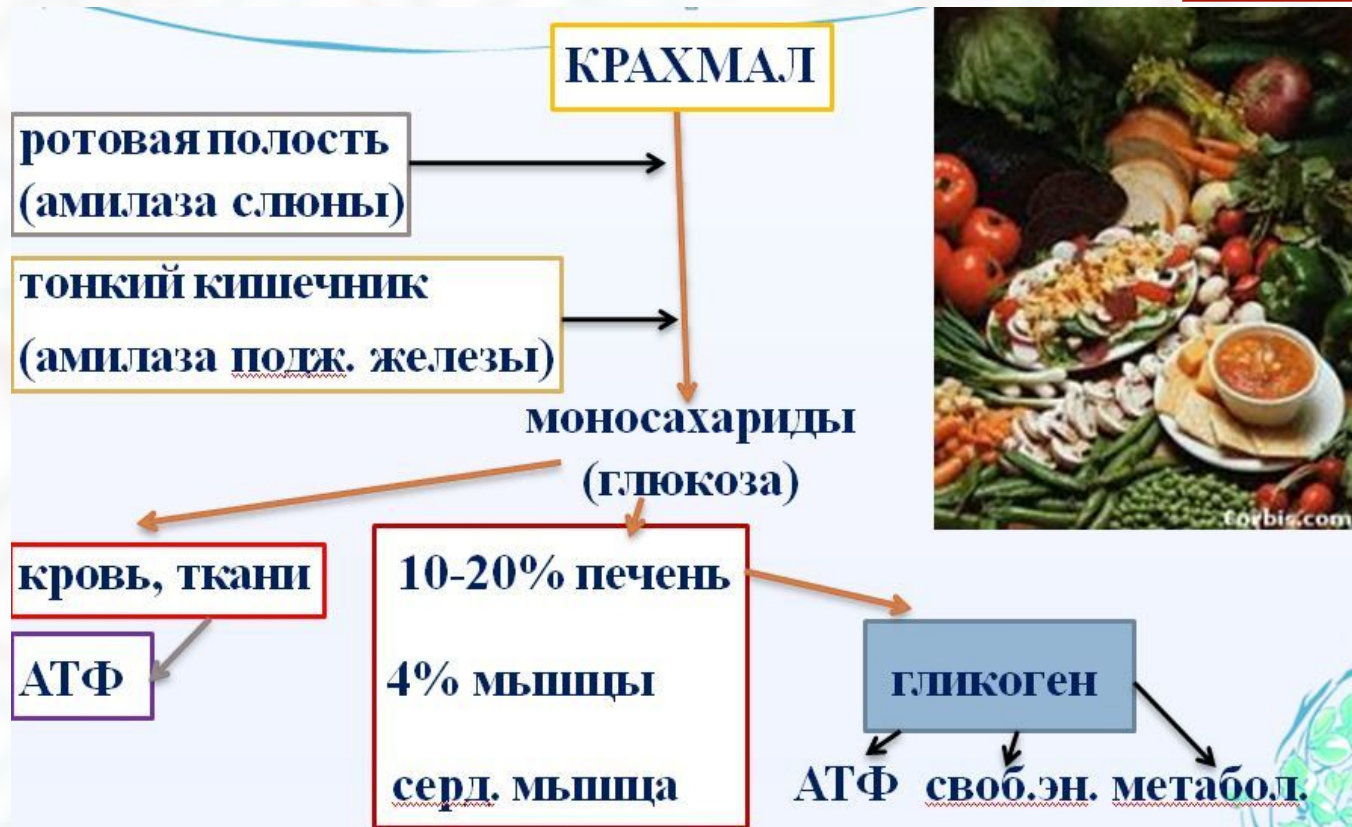 КРАХМАЛ
ротовая полость
(амилаза слюны)
тонкий кишечник
(амилаза подж. железы)
моносахариды
(глюкоза)
Corbis.com
кровь, ткани
АТФ
10-20% печень
4% мышцы
серд. мышца
гликоген
АТФ своб.эн. метабол.